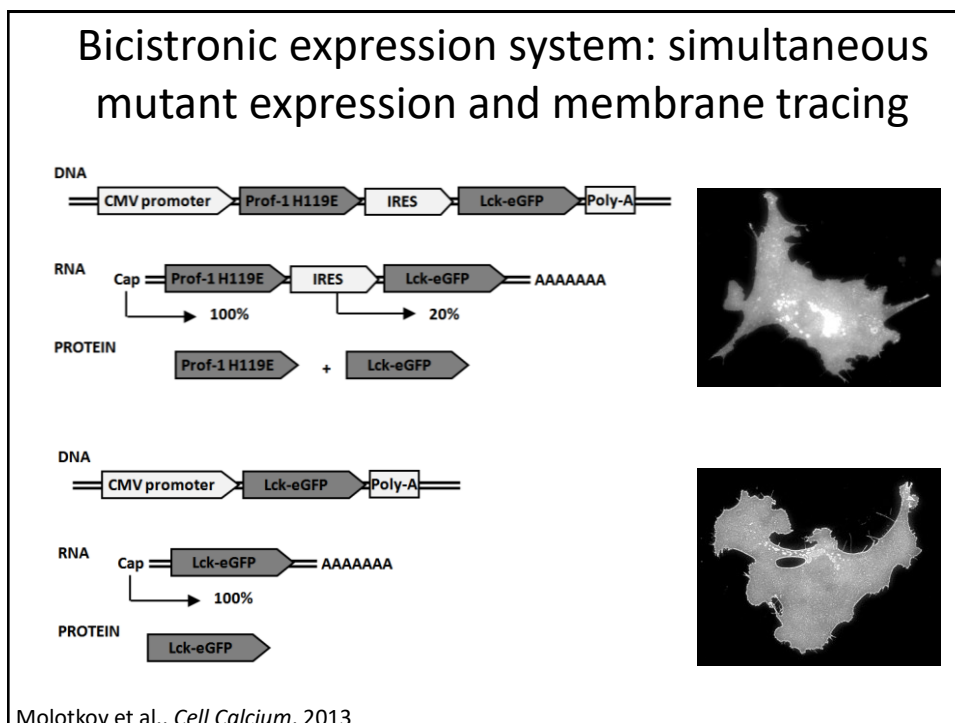 Bicistronic expression system: simultaneous
mutant expression and membrane tracing
DNA
CMV promoter Prof-1 H119E IRES Lck-eGFP Poly-A
RNA
Cap Prof-1 H119E IRES Lck-eGFP AAAAAAA
100% 20%
PROTEIN
Prof-1 H119E + Lck-eGFP
DNA
CMV promoter Lck-eGFP Poly-A
RNA
Cap Lck-eGFP AAAAAAA
100%
PROTEIN
Lck-eGFP
Molotkov et al., Cell Calcium, 2013